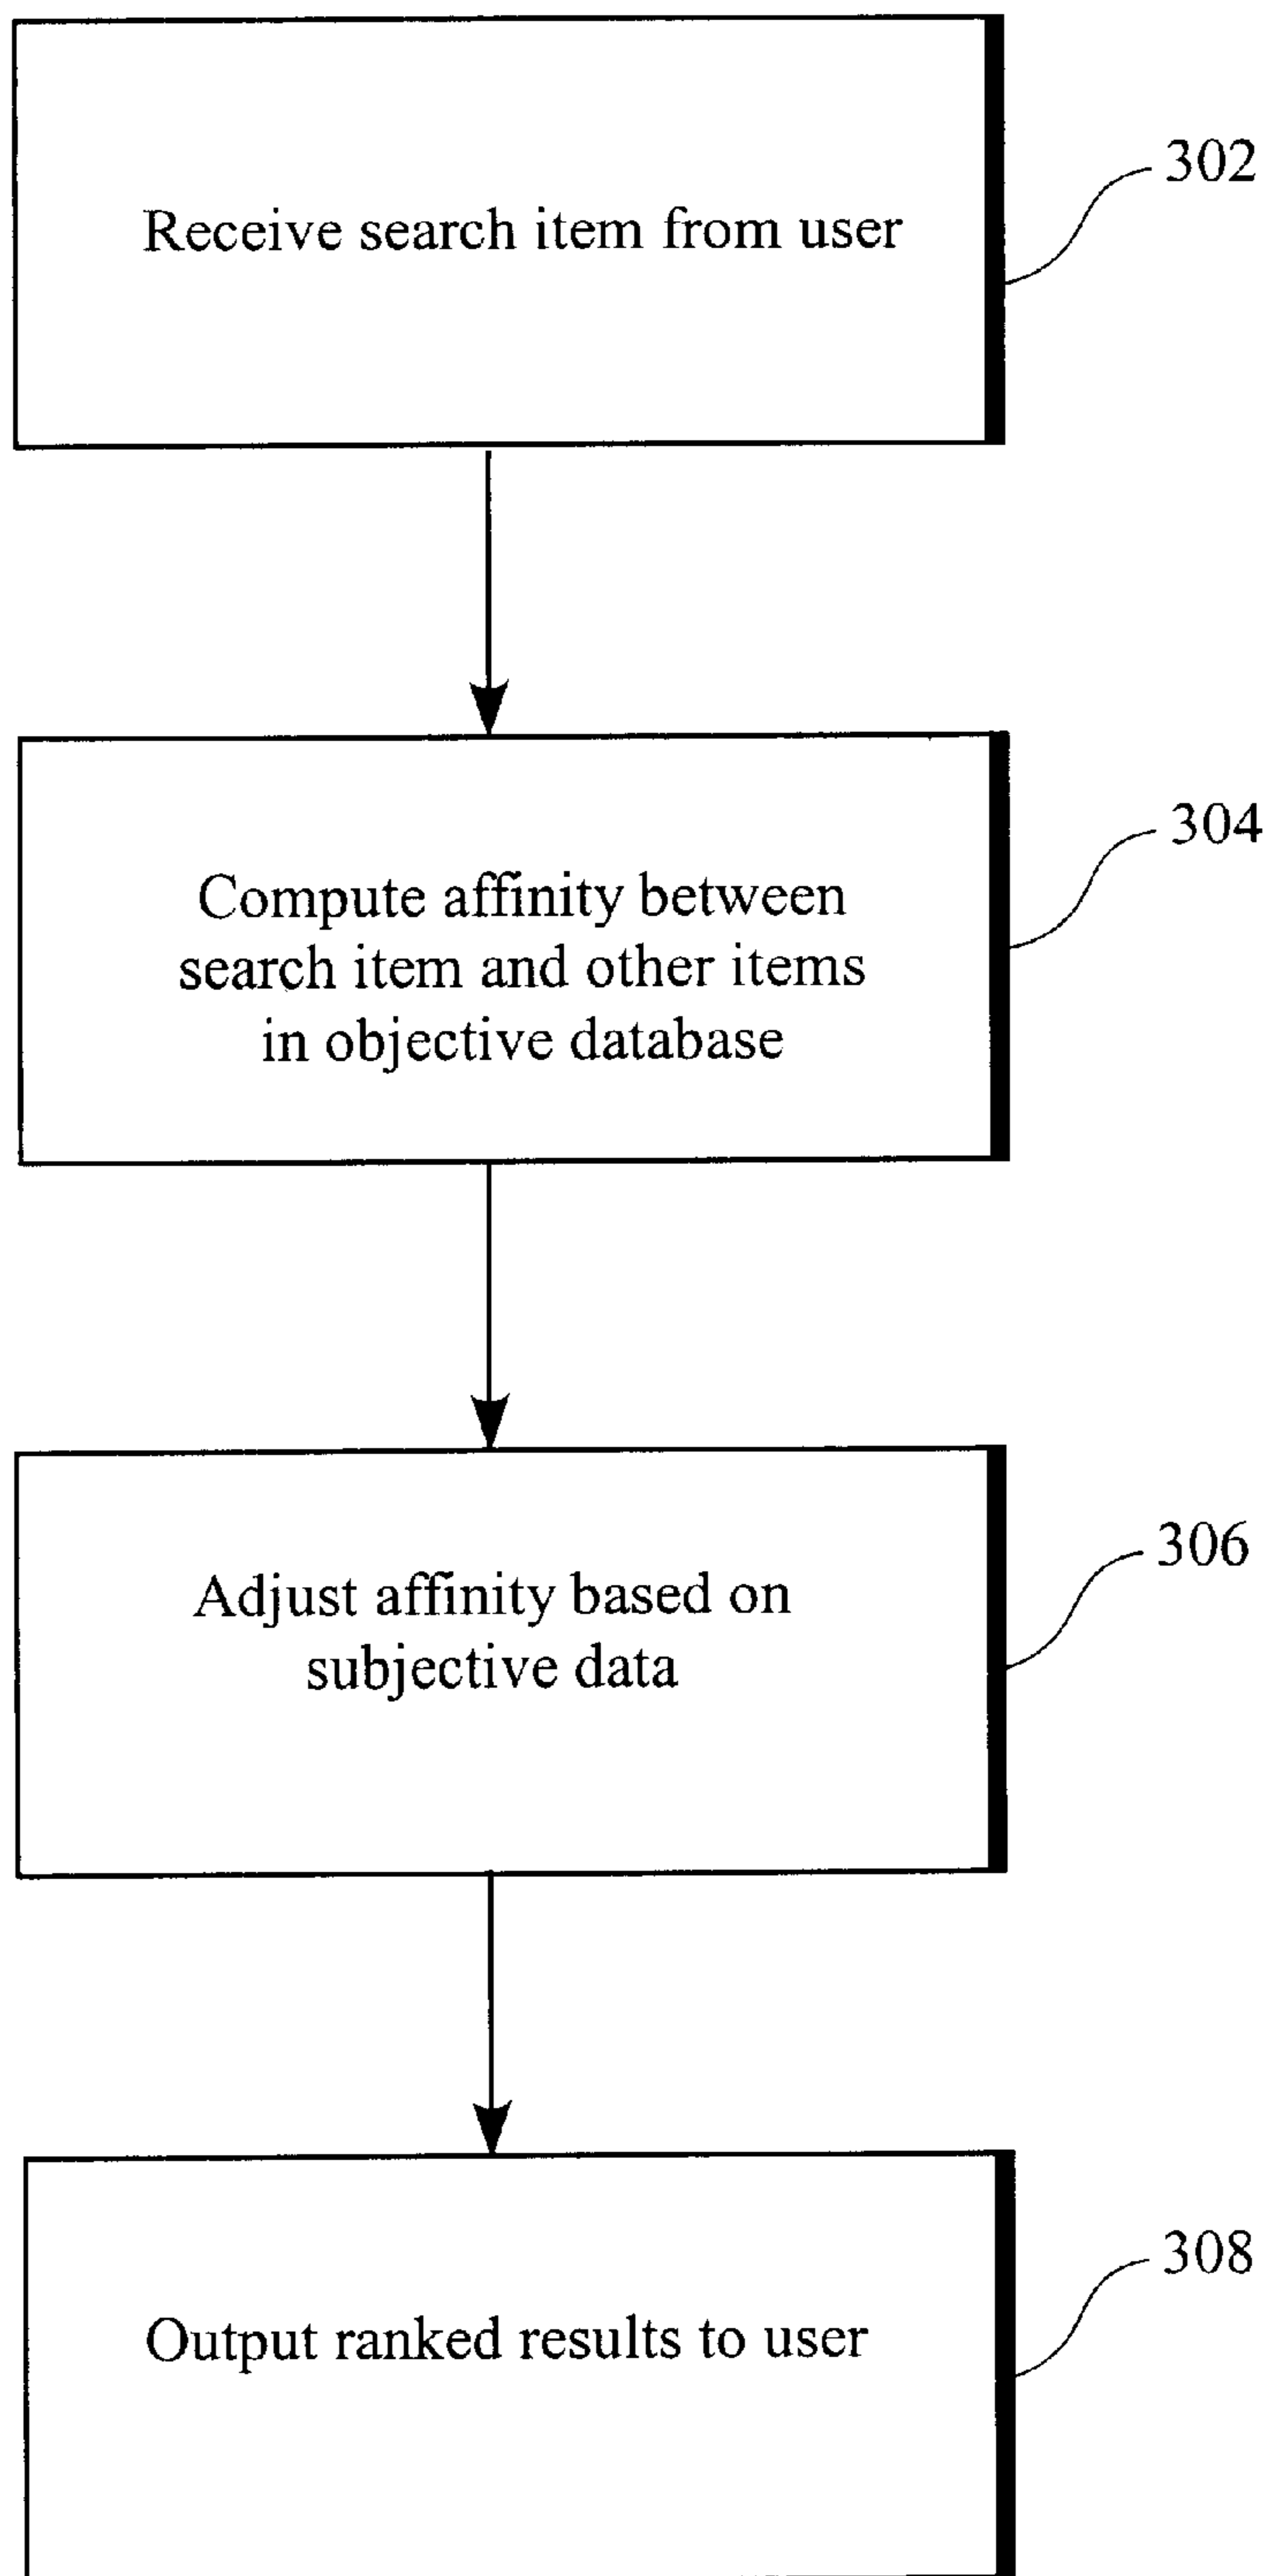 Receive search item from user
302
Compute affinity between
search item and other items
in objective database
304
Adjust affinity based on
subjective data
306
Output ranked results to user
308